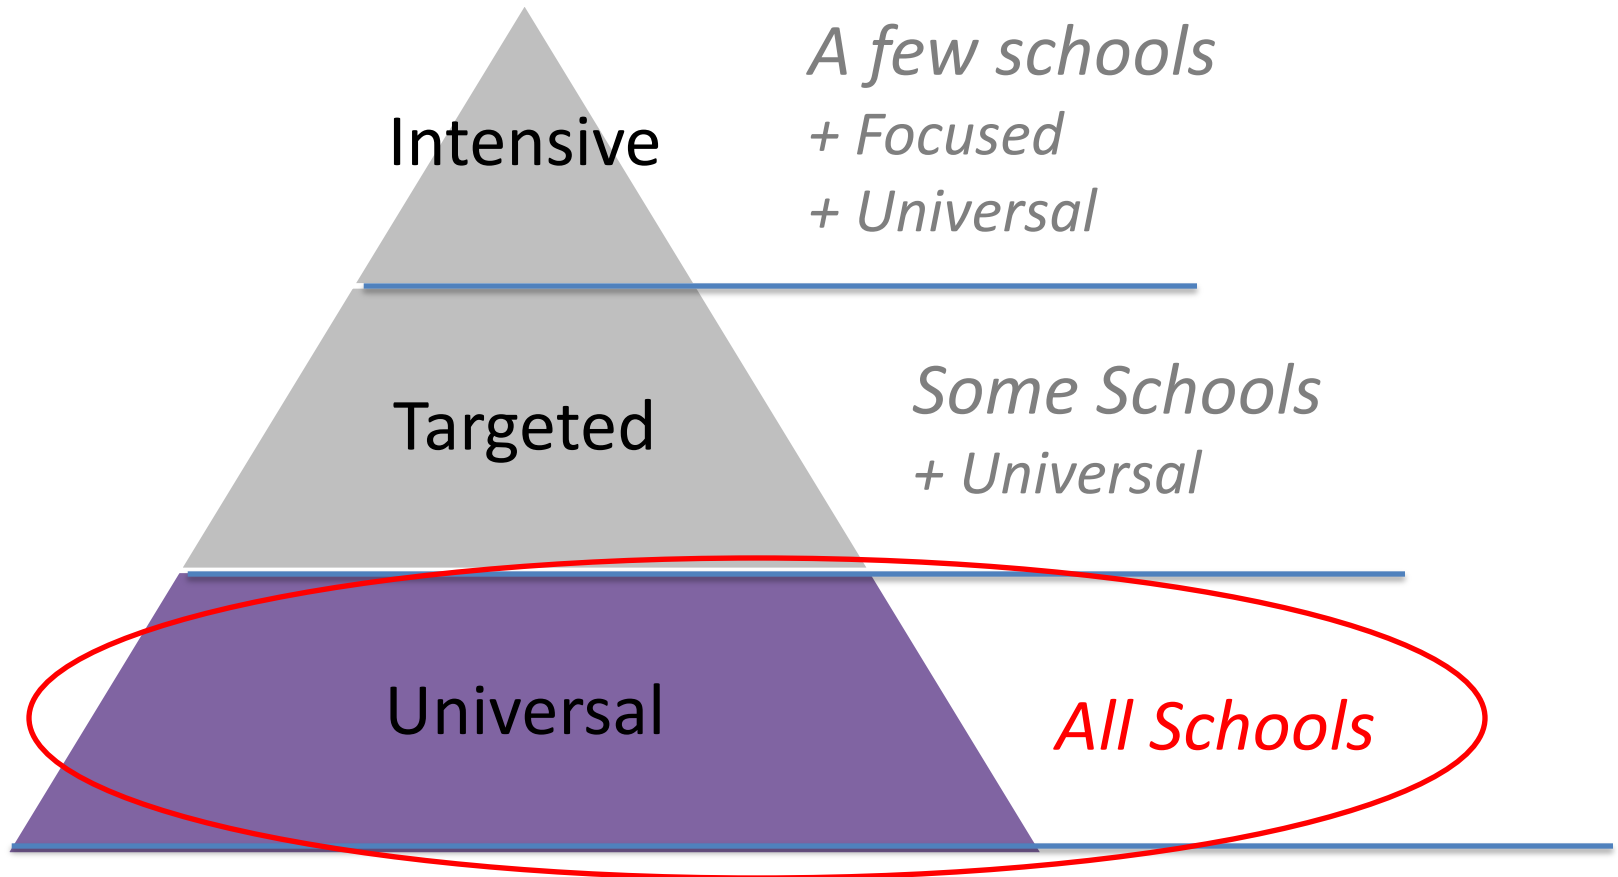 Intensive
A few schools
+ Focused
+ Universal
Targeted
Some Schools
+ Universal
Universal
All Schools